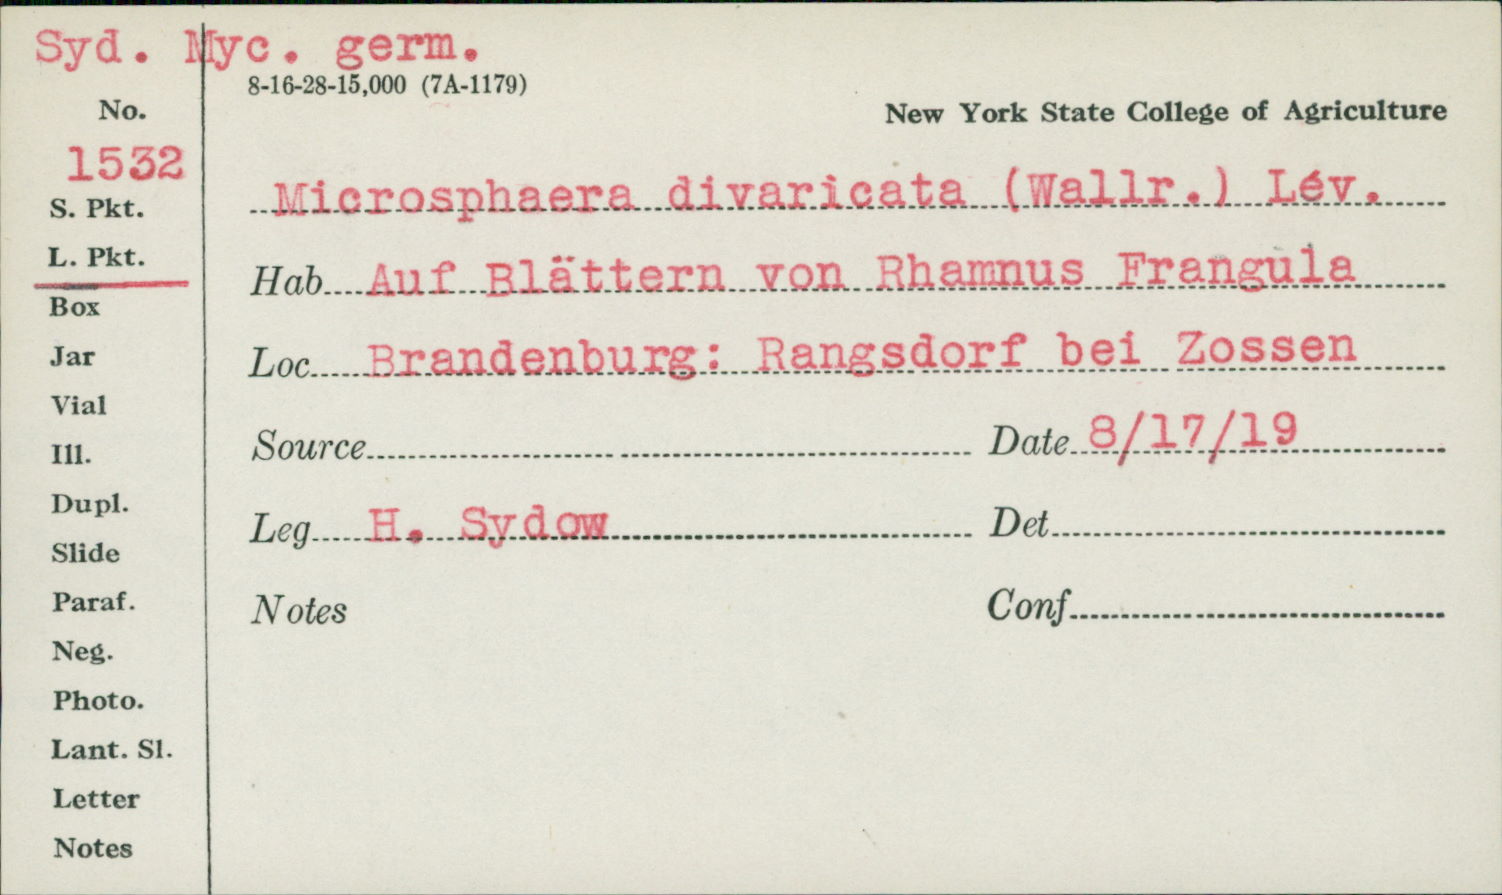 Syd. Myc. germ.
8-16-28-15,000 (7A-1179)
New York State College of Agriculture
No.
1532
S. Pkt.
L. Pkt.
Box
Jar
Vial
Ill.
Dupl.
Slide
Paraf.
Neg.
Photo.
Lant. Sl.
Letter
Notes
Microsphaera divaricata (Wallr.) Lév.
Hab Auf Blättern von Rhamnus Frangula
Loc Brandenburg: Rangsdorf bei Zossen
Source Date 8/17/19
Leg H. Sydow Det
Notes Conf